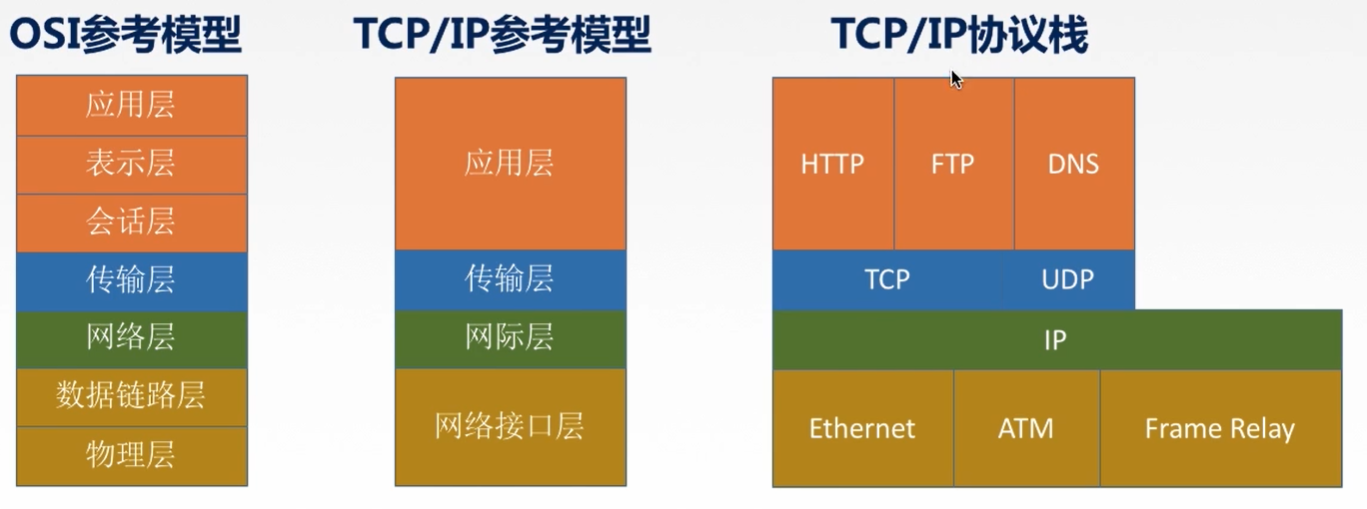 OSI参考模型
应用层
表示层
会话层
传输层
网络层
数据链路层
物理层
TCP/IP参考模型
应用层
传输层
网际层
网络接口层
TCP/IP协议栈
HTTP FTP DNS
TCP UDP
IP
Ethernet ATM Frame Relay